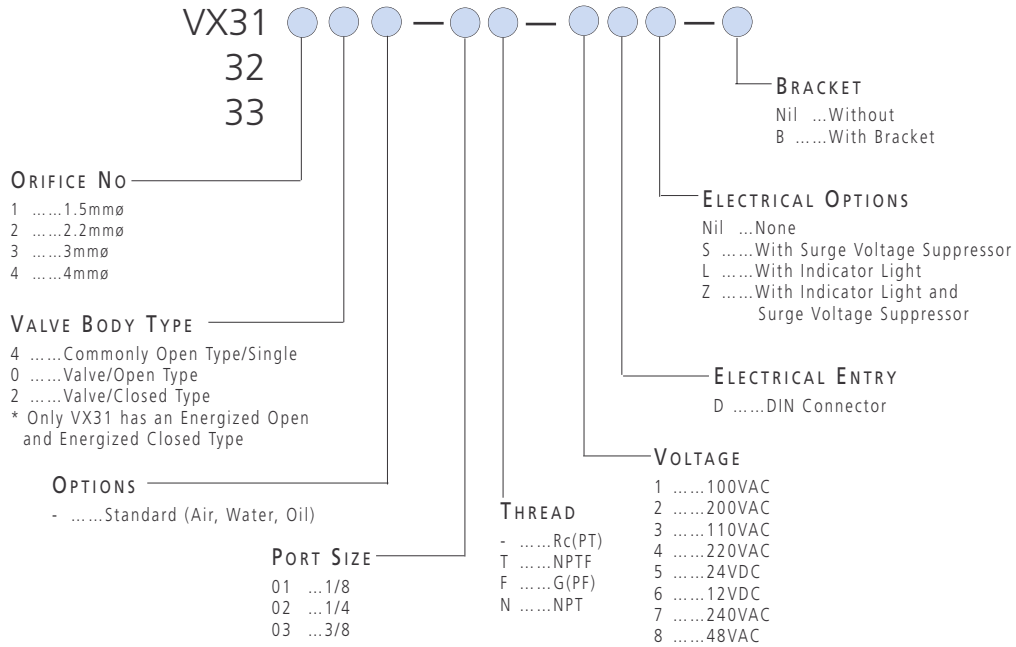 VX31 — — —
32
33
BRACKET
Nil ...Without
B ......With Bracket
ORIFICE NO
1 ......1.5mmø
2 ......2.2mmø
3 ......3mmø
4 ......4mmø
ELECTRICAL OPTIONS
Nil ...None
S ......With Surge Voltage Suppressor
L ......With Indicator Light
Z ......With Indicator Light and
Surge Voltage Suppressor
VALVE BODY TYPE
4 ......Commonly Open Type/Single
0 ......Valve/Open Type
2 ......Valve/Closed Type
* Only VX31 has an Energized Open
and Energized Closed Type
ELECTRICAL ENTRY
D ......DIN Connector
OPTIONS
- ......Standard (Air, Water, Oil)
VOLTAGE
1 ......100VAC
2 ......200VAC
3 ......110VAC
4 ......220VAC
5 ......24VDC
6 ......12VDC
7 ......240VAC
8 ......48VAC
THREAD
- ......Rc(PT)
T ......NPTF
F ......G(PF)
N ......NPT
PORT SIZE
01 ...1/8
02 ...1/4
03 ...3/8